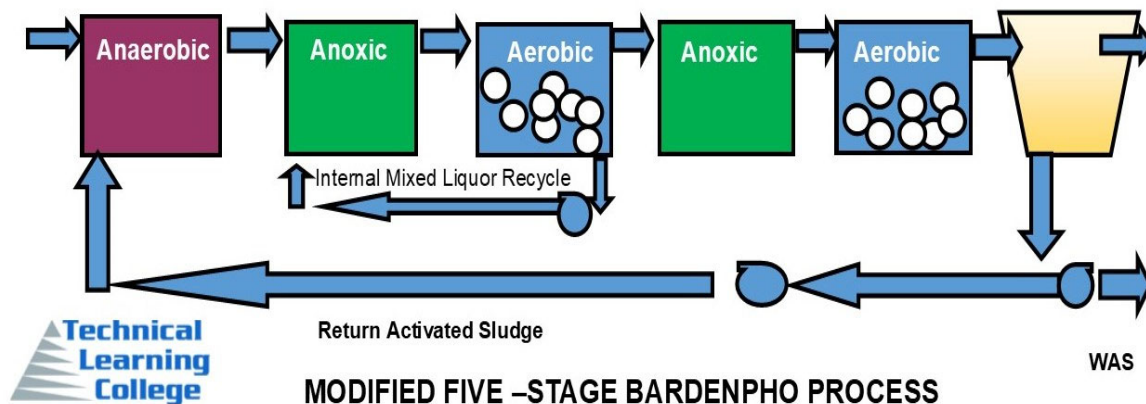 Anaerobic
Anoxic
Aerobic
Anoxic
Aerobic
Internal Mixed Liquor Recycle
Return Activated Sludge
WAS
Technical
Learning
College
MODIFIED FIVE –STAGE BARDENPHO PROCESS